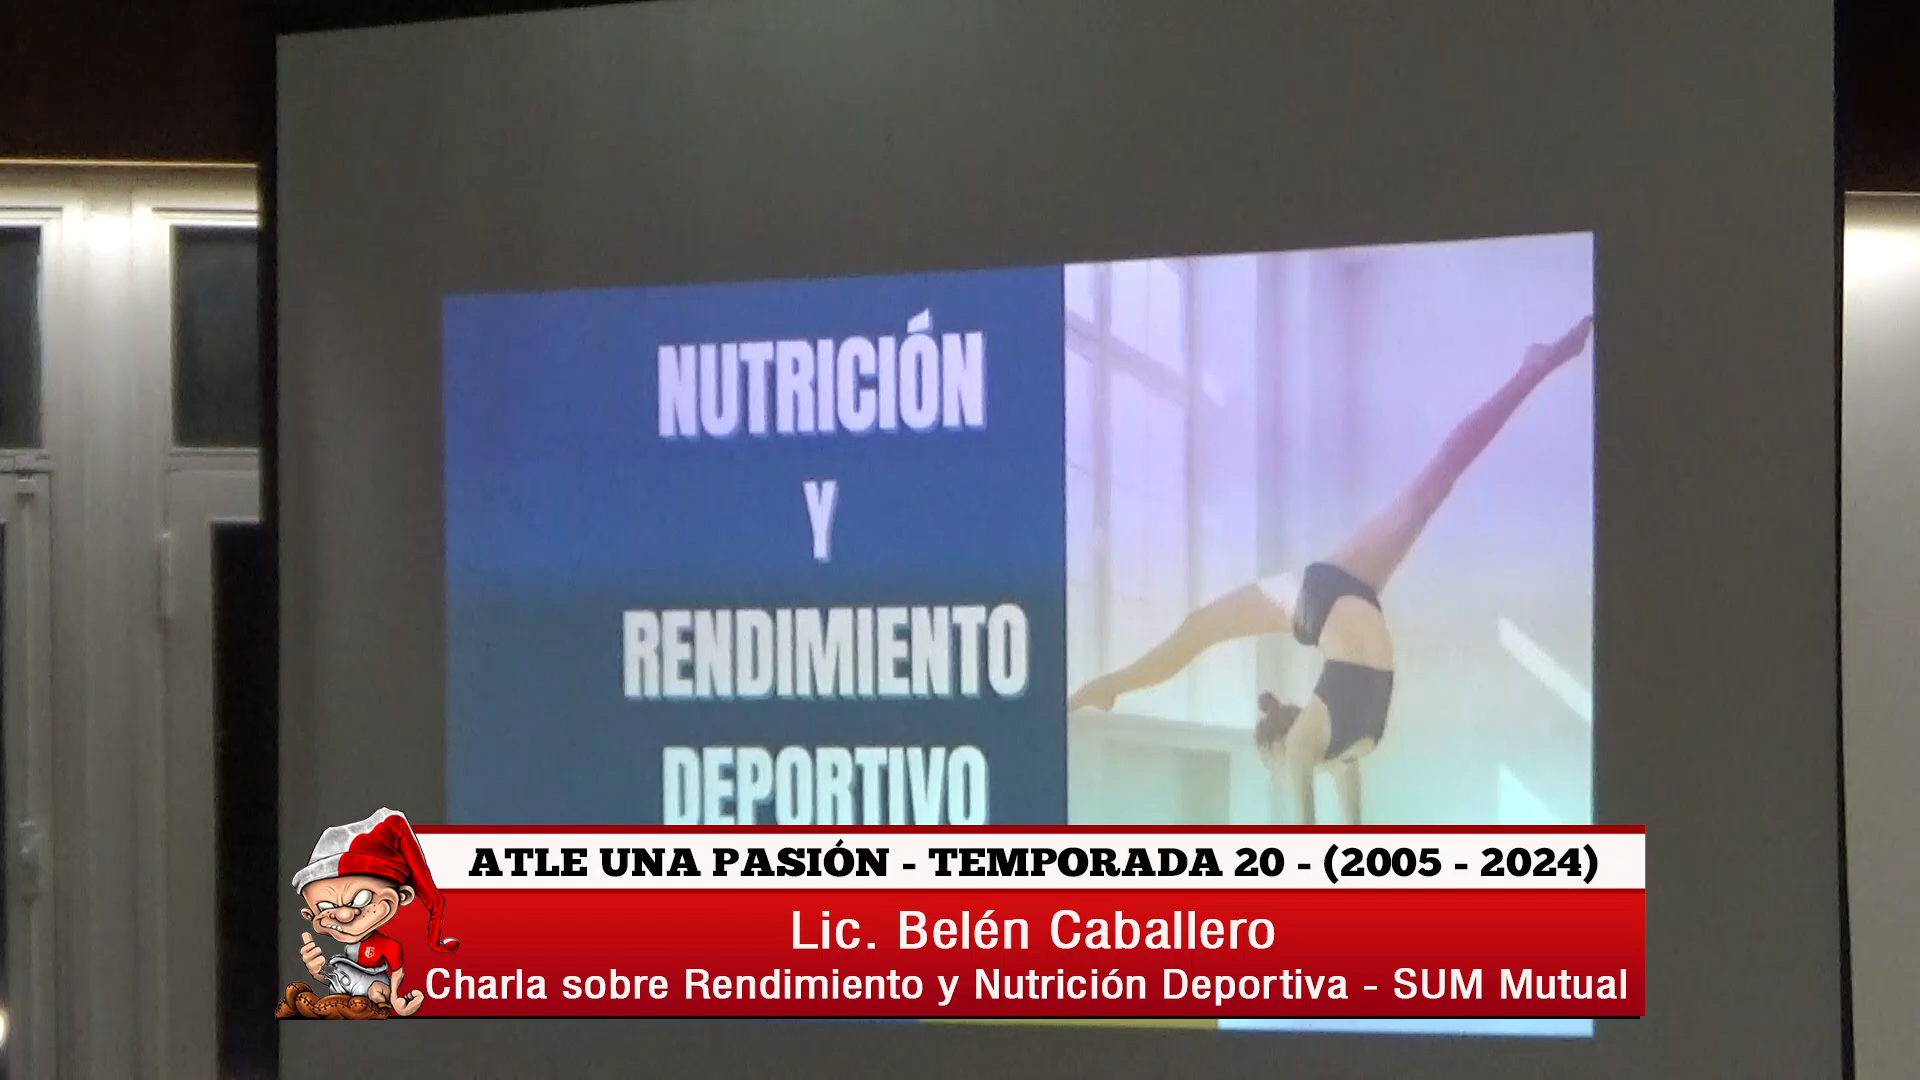 NUTRICIÓN
Y
RENDIMIENTO
DEPORTIVO
ATLE UNA PASIÓN - TEMPORADA 20 - (2005 - 2024)
Lic. Belén Caballero
Charla sobre Rendimiento y Nutrición Deportiva - SUM Mutual